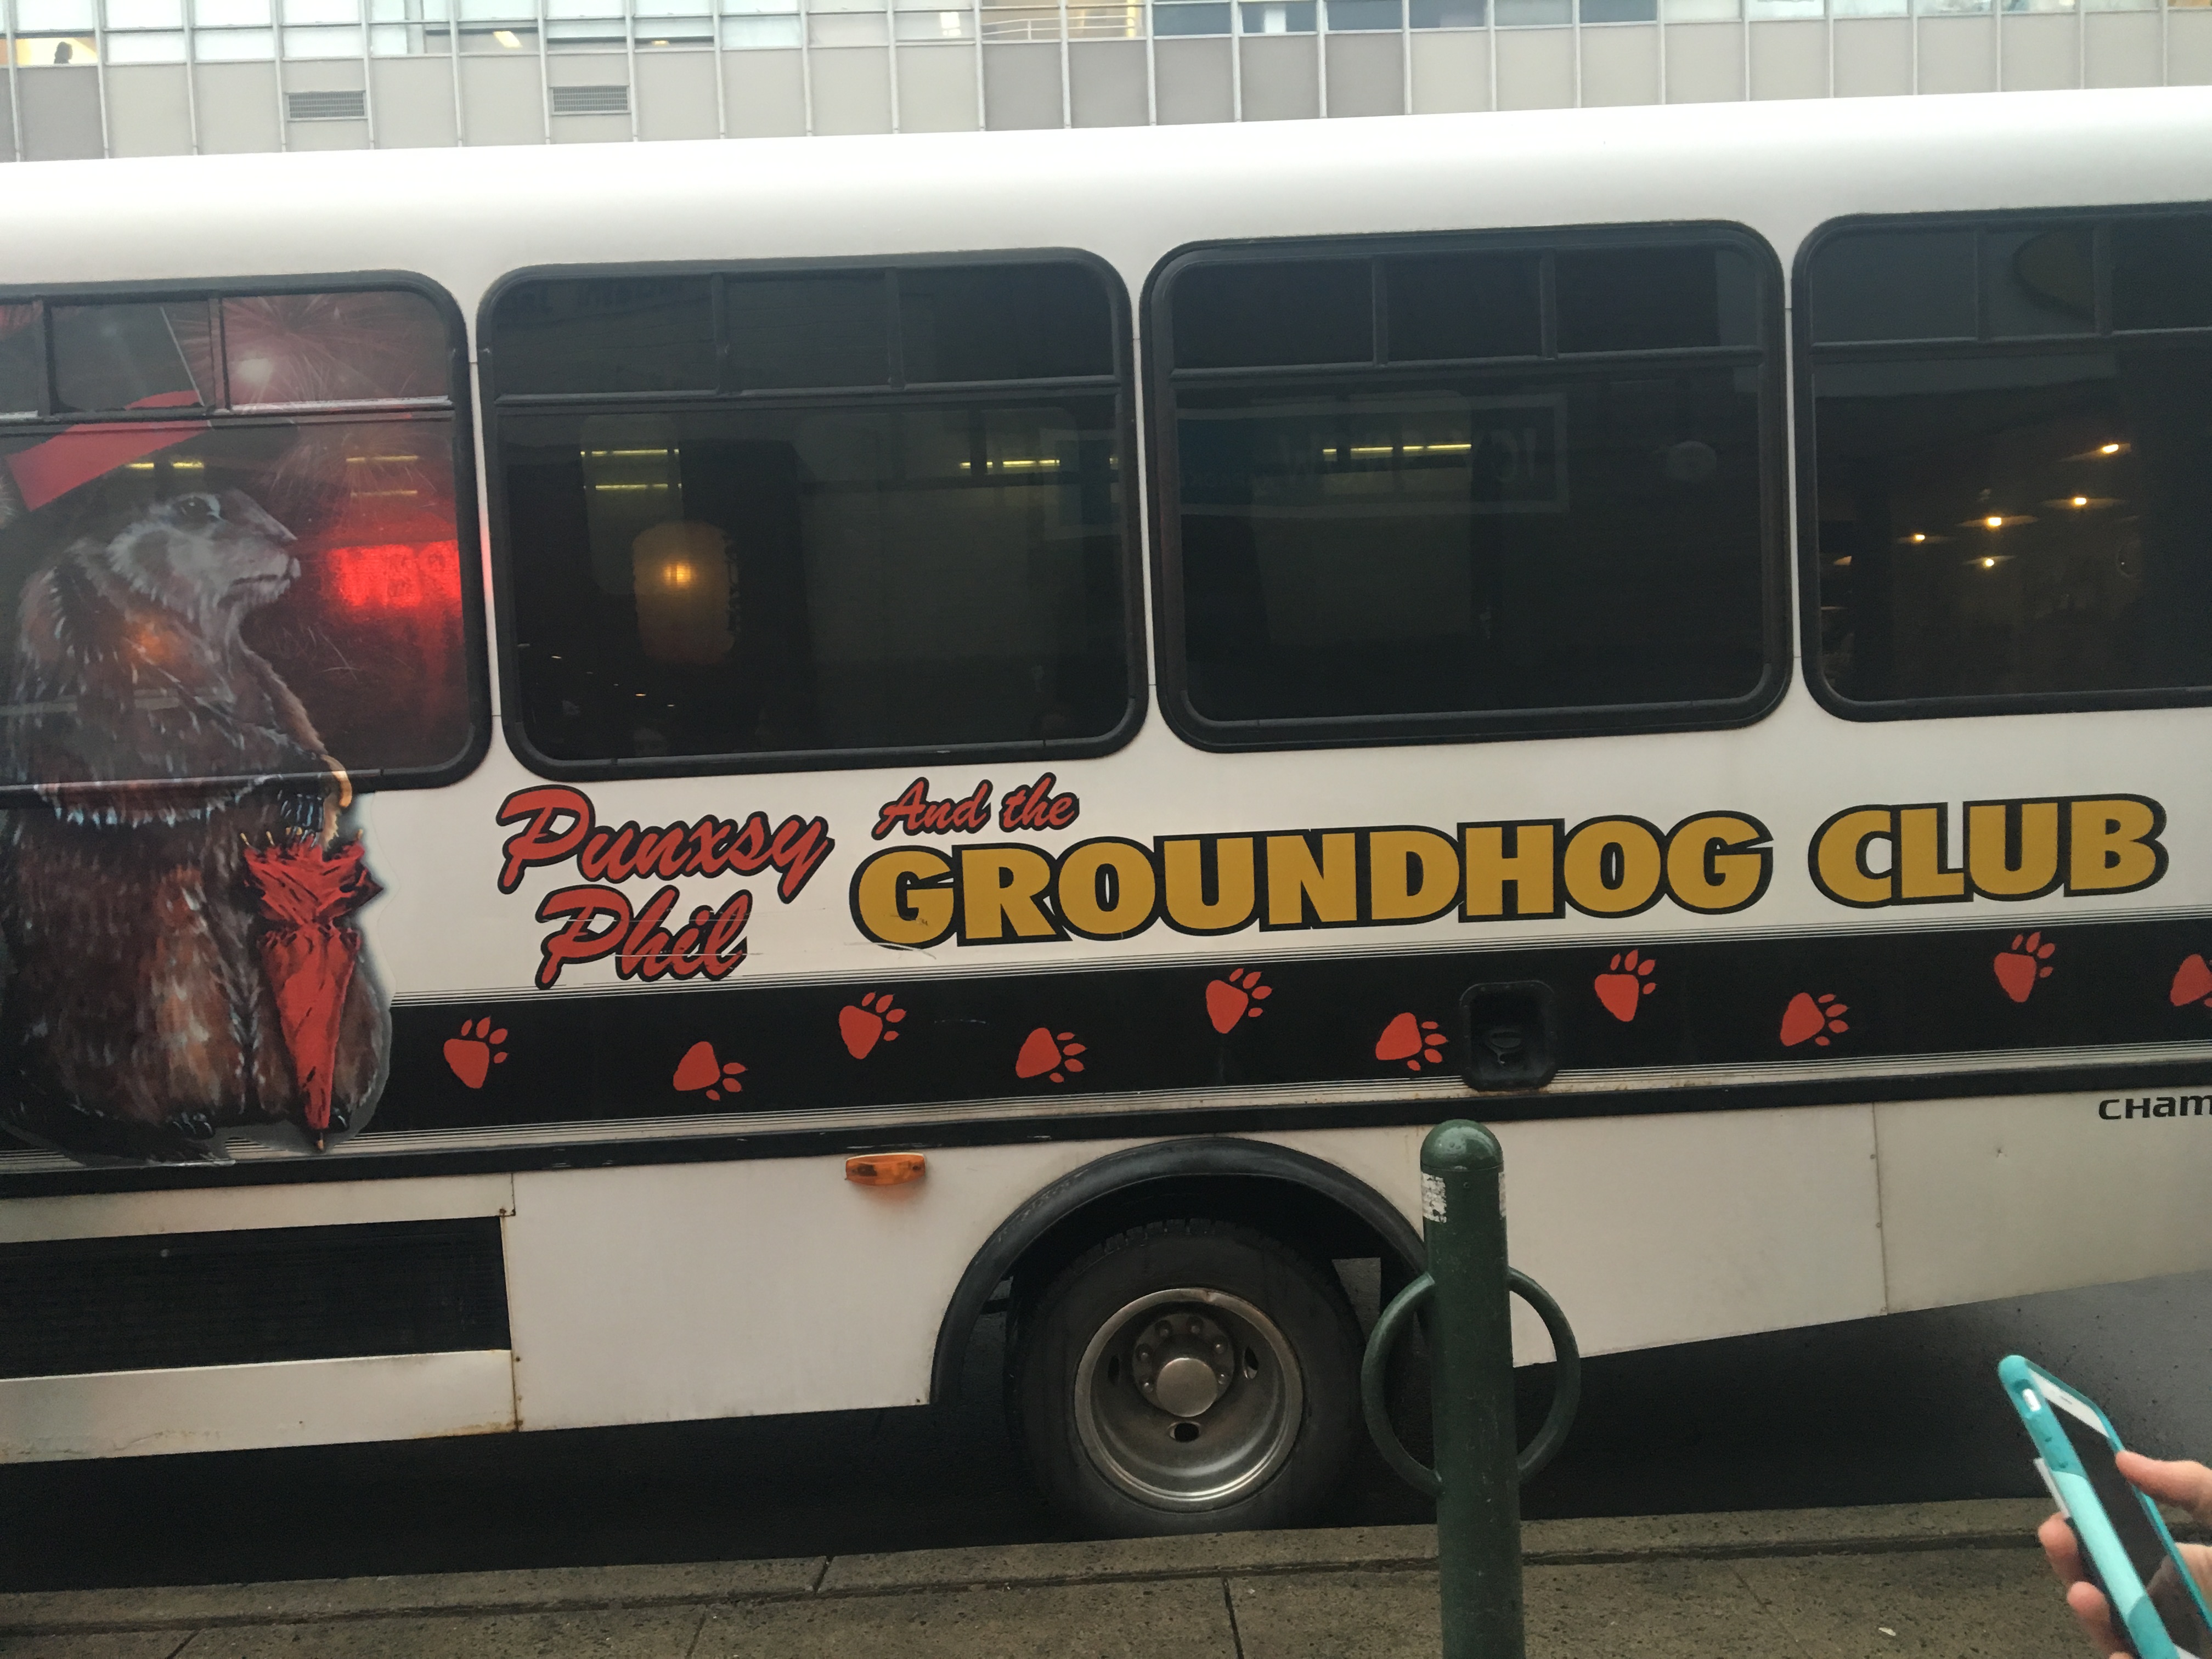 Punxsy
Phil
And the
GROUNDHOG CLUB
CHam